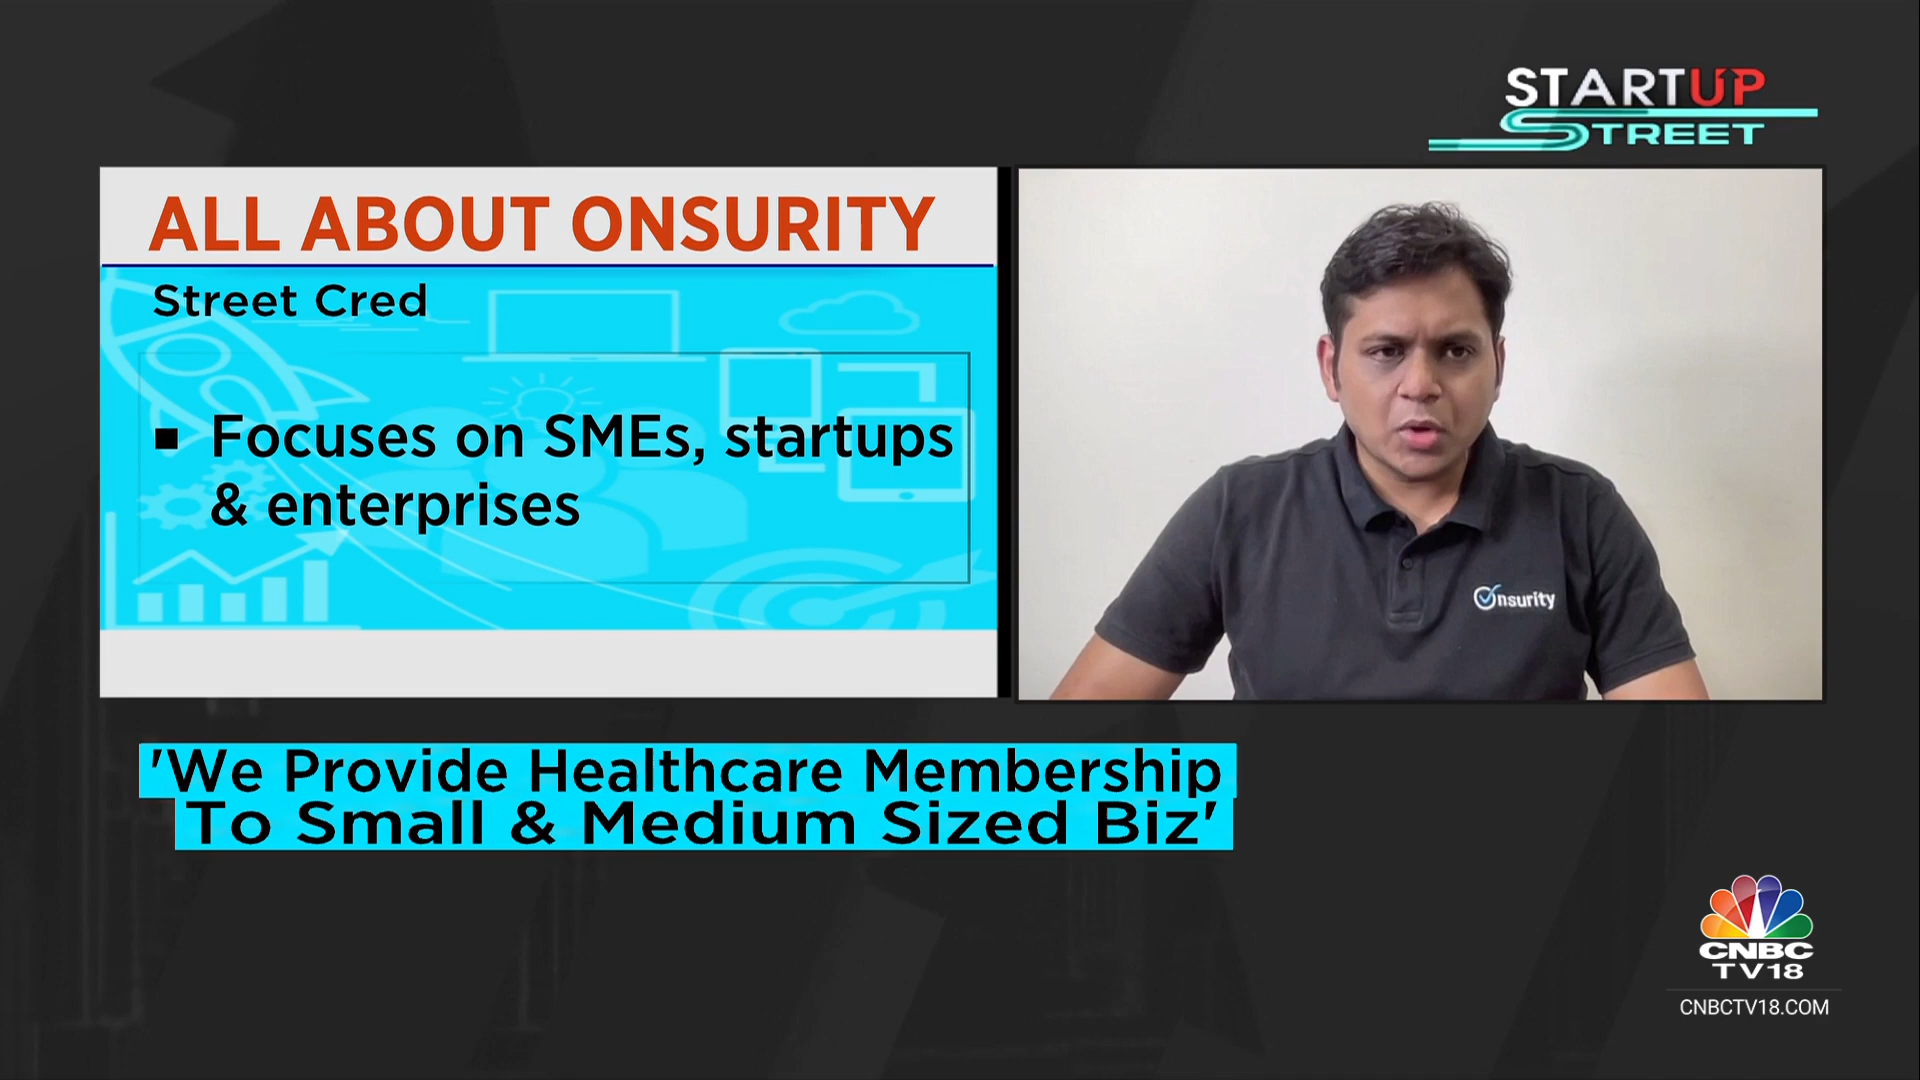 STARTUP
STREET
ALL ABOUT ONSURITY
Street Cred
▪ Focuses on SMEs, startups
& enterprises
Onsurity
'We Provide Healthcare Membership
To Small & Medium Sized Biz'
CNBC
TV18
CNBCTV18.COM